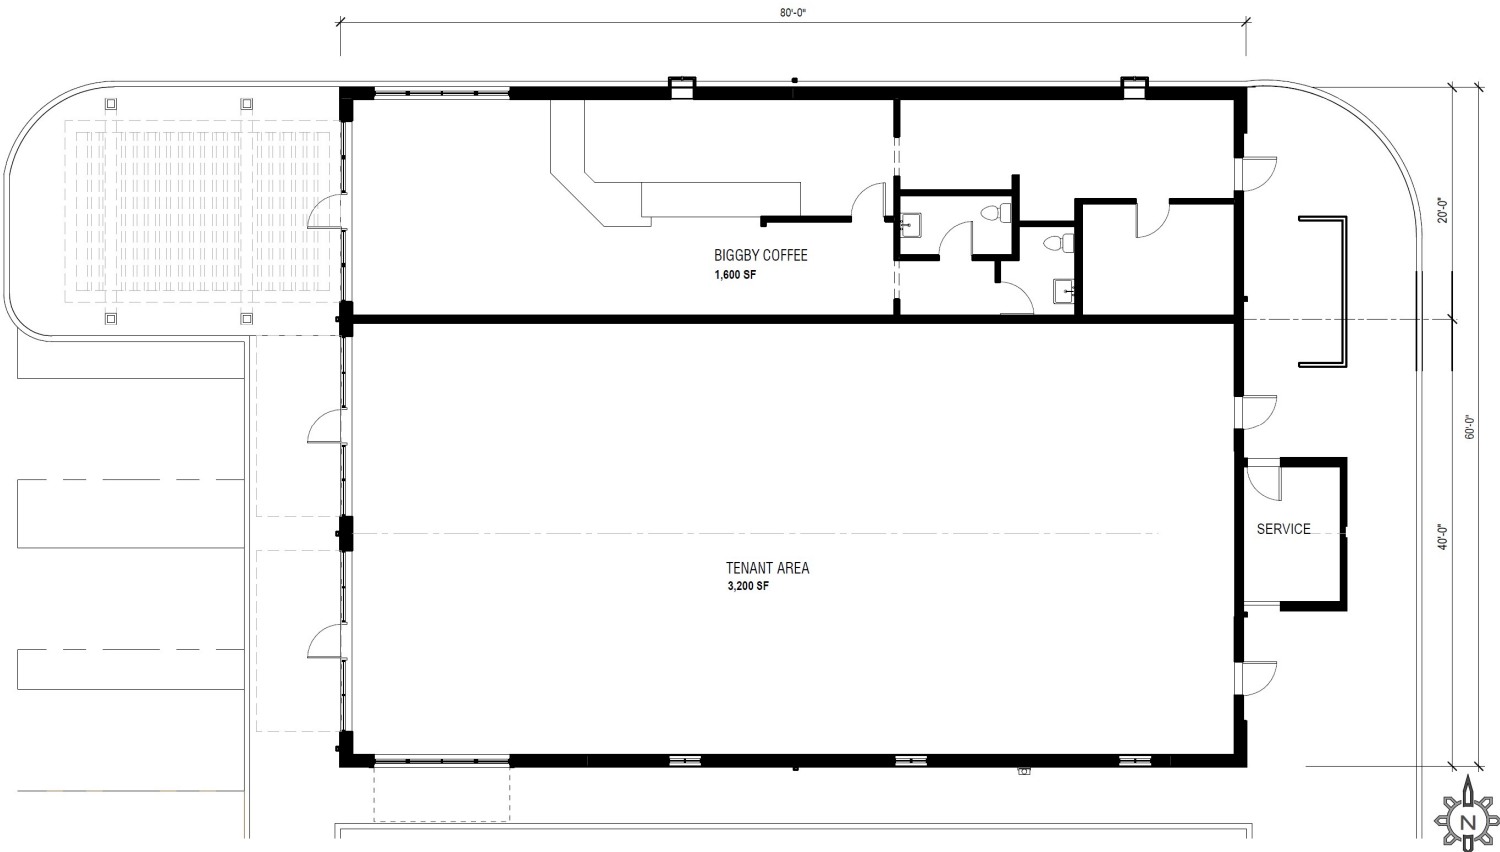 80'-0"
20'-0"
BIGGBY COFFEE
1,600 SF
60'-0"
SERVICE
40'-0"
TENANT AREA
3,200 SF
N